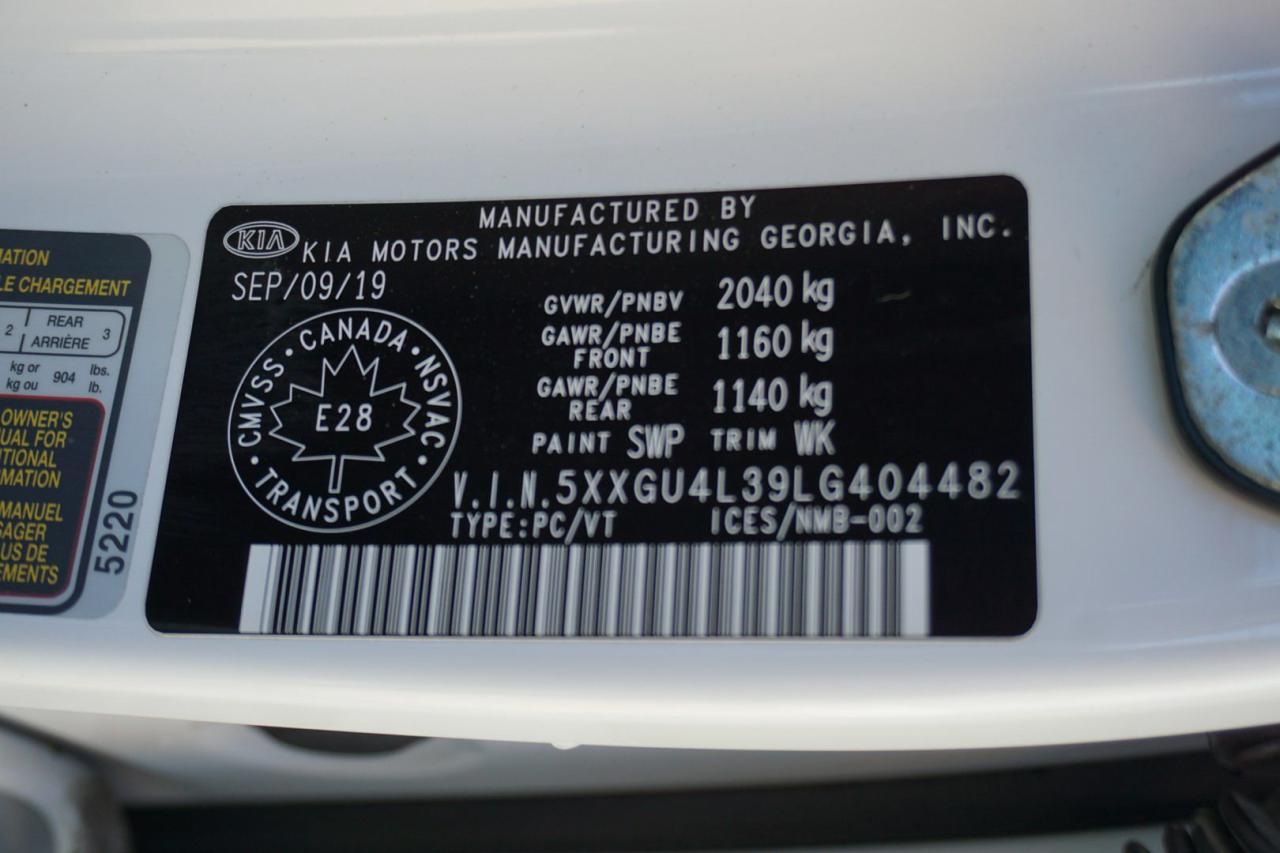 MATION
LE CHARGEMENT
2 REAR 3
ARRIÈRE
kg or lbs.
kg ou 904 lb.
OWNER'S
UAL FOR
ITIONAL
RMATION
MANUEL
SAGER
US DE
EMENTS
5220
MANUFACTURED BY
KIA KIA MOTORS MANUFACTURING GEORGIA, INC.
SEP/09/19
GVWR/PNBV 2040 kg
GAWR/PNBE
FRONT 1160 kg
GAWR/PNBE
REAR 1140 kg
CMVSS • CANADA • NSVAC • TRANSPORT •
E28
PAINT SWP TRIM WK
V.I.N.5XXGU4L39LG404482
TYPE:PC/VT ICES/NMB-002